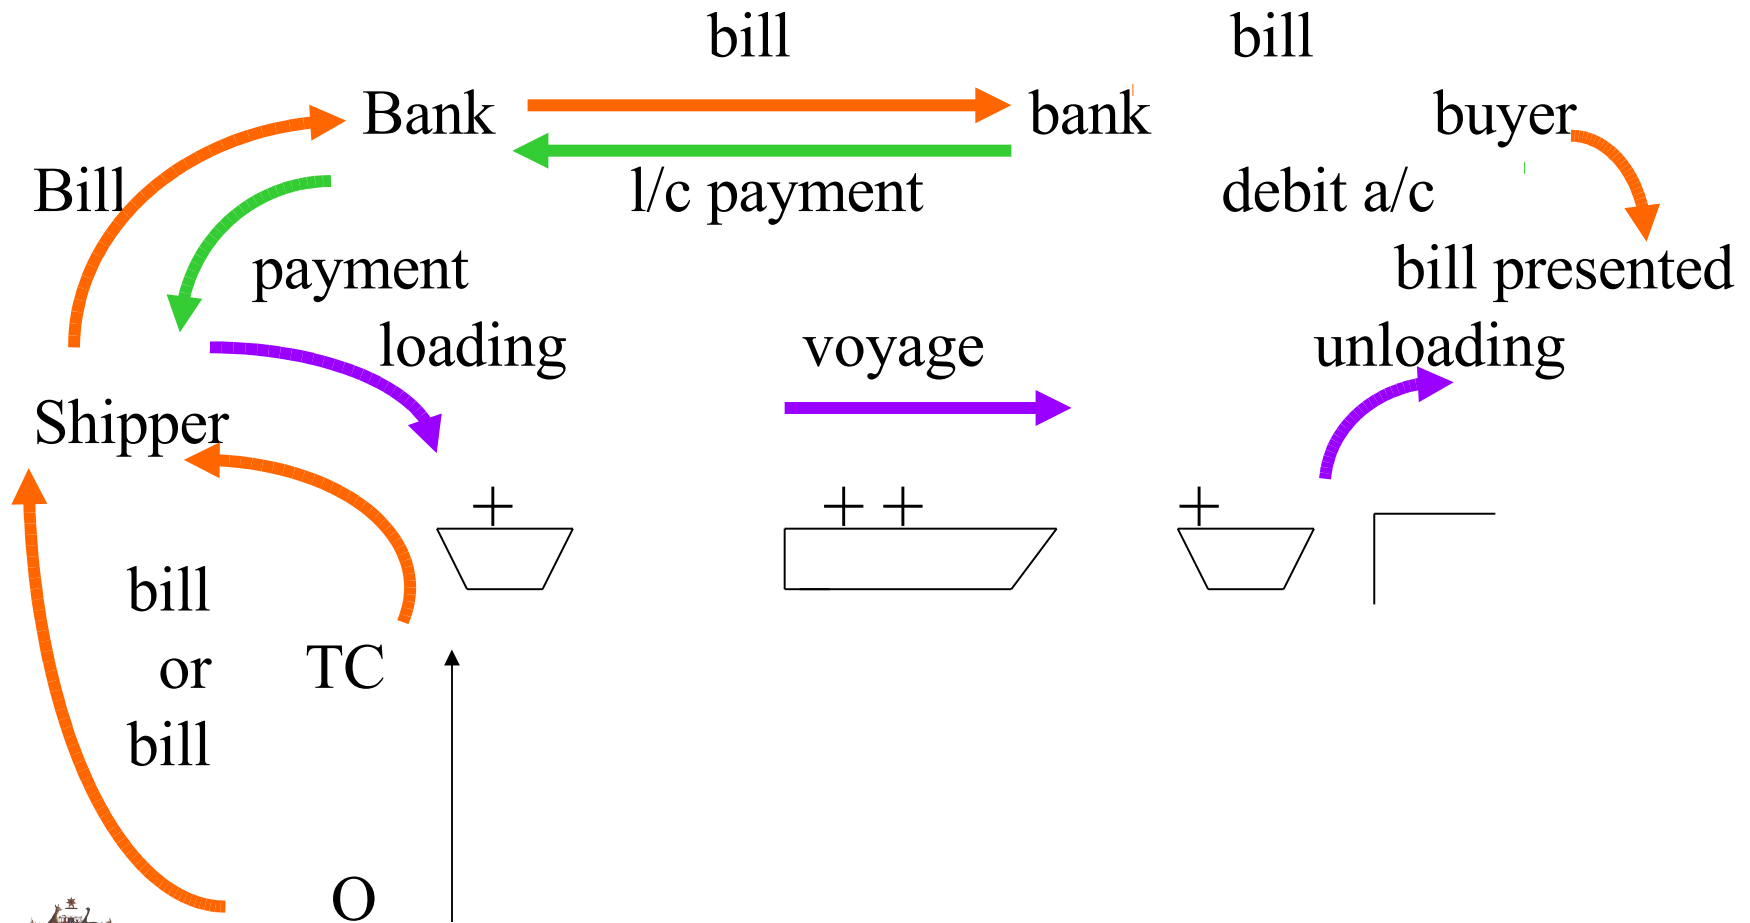 bill bill
Bank bank buyer
Bill l/c payment debit a/c
payment bill presented
loading voyage unloading
Shipper
+ + + +
bill
or TC
bill
O